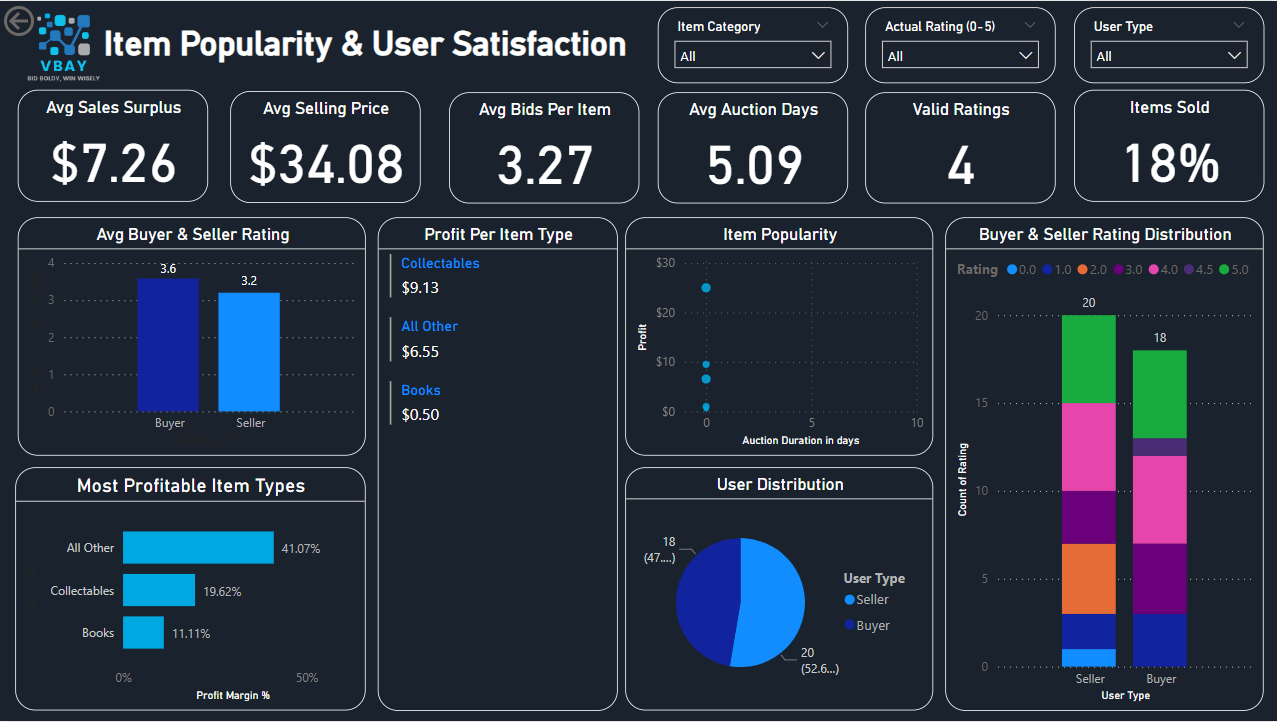 VBAY
BID BOLDY, WIN WISELY
Item Popularity & User Satisfaction
Item Category
All
Actual Rating (0-5)
All
User Type
All
Avg Sales Surplus
$7.26
Avg Selling Price
$34.08
Avg Bids Per Item
3.27
Avg Auction Days
5.09
Valid Ratings
4
Items Sold
18%
Avg Buyer & Seller Rating
4
3
2
1
0
3.6
3.2
Buyer
Seller
Profit Per Item Type
Collectables
$9.13
All Other
$6.55
Books
$0.50
Item Popularity
Profit
$30
$20
$10
$0
0
5
10
Auction Duration in days
Buyer & Seller Rating Distribution
Rating 0.0 1.0 2.0 3.0 4.0 4.5 5.0
Count of Rating
20
15
10
5
0
20
18
Seller
Buyer
User Type
Most Profitable Item Types
All Other 41.07%
Collectables 19.62%
Books 11.11%
0%
50%
Profit Margin %
User Distribution
18
(47....)
20
(52.6...)
User Type
Seller
Buyer